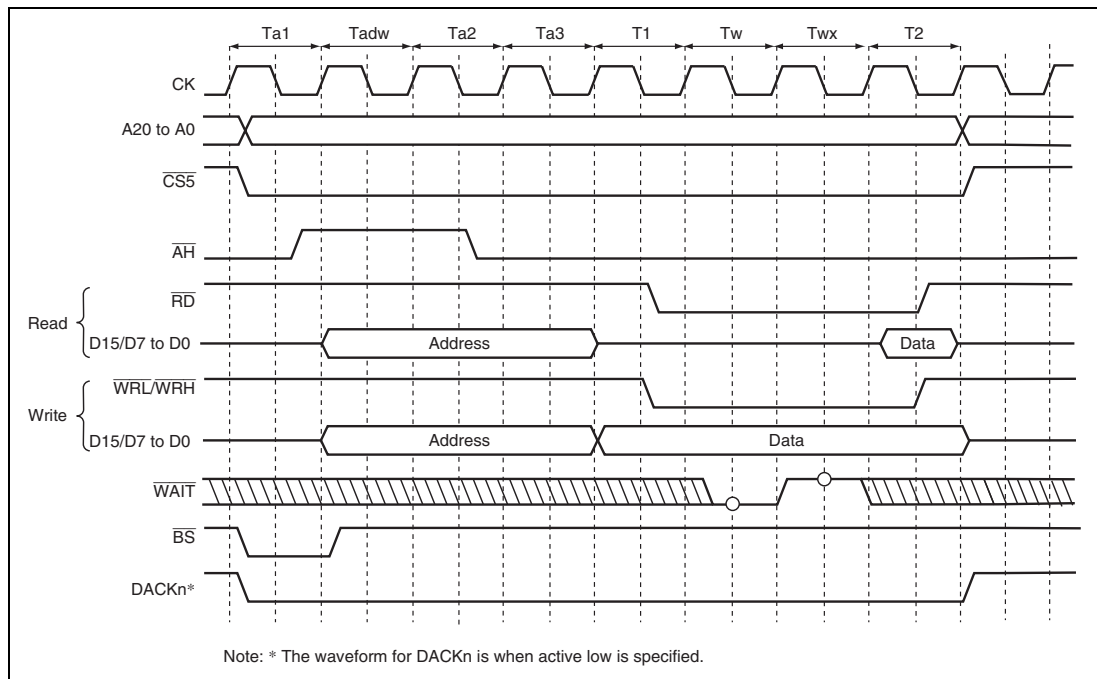 Ta1 Tadw Ta2 Ta3 T1 Tw Twx T2
CK
A20 to A0
CS5
AH
RD
Read
D15/D7 to D0 Address Data
WRL/WRH
Write
D15/D7 to D0 Address Data
WAIT
BS
DACKn*
Note: * The waveform for DACKn is when active low is specified.